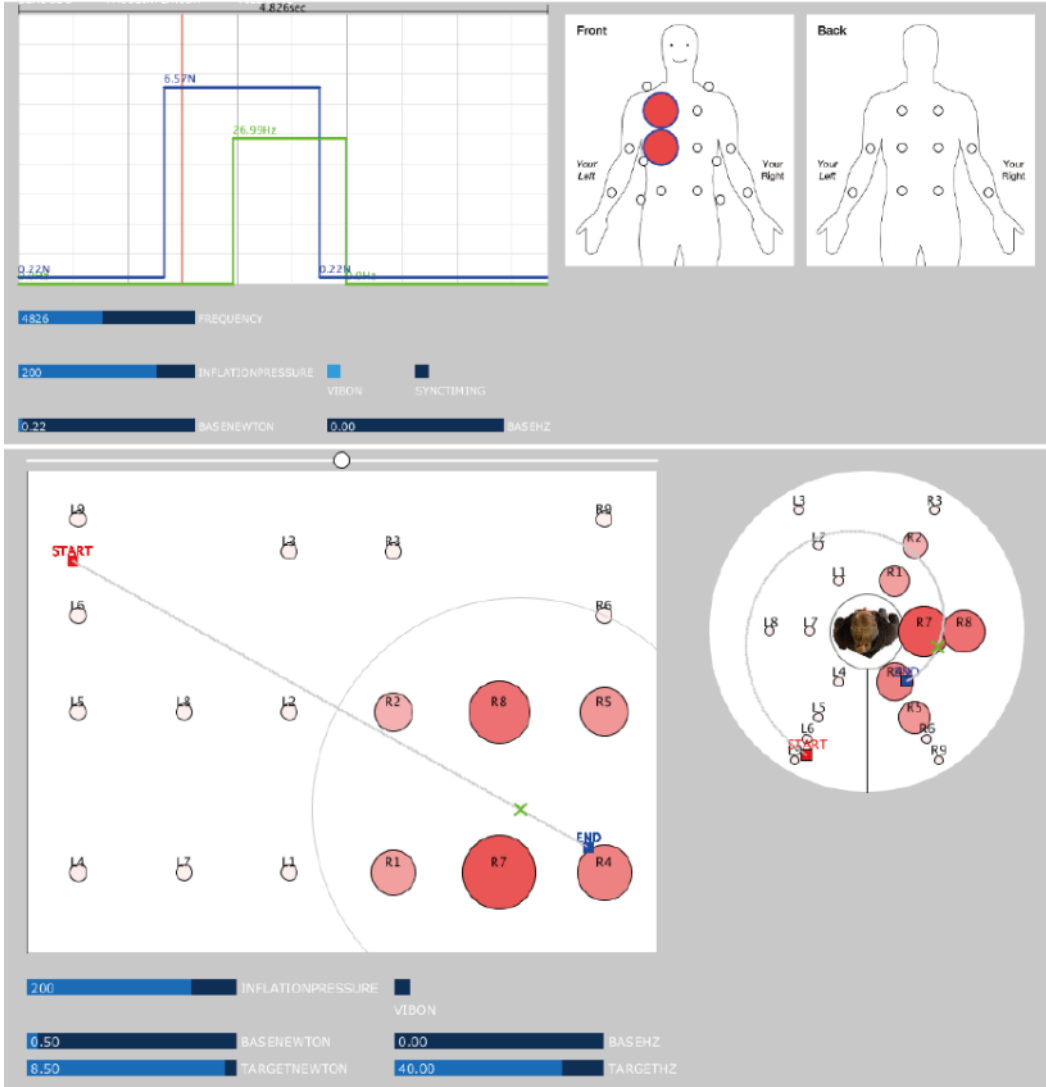 4.826sec
Front
Back
6.57N
26.99Hz
Your
Left
Your
Right
Your
Left
Your
Right
0.22N
0.22N
0.0Hz
4826 FREQUENCY
200 INFLATIONPRESSURE
VIBON
SYNCTIMING
0.22 BASENEWTON
0.00 BASEHZ
L9
R9
START
L3
R3
L6
R6
L5
L8
L2
R2
R8
R5
END
L4
L7
L1
R1
R7
R4
L3
R3
L2
R2
L1
R1
L8
L7
R7
R8
L4
END
L5
R5
L6
R6
START
R9
200 INFLATIONPRESSURE
VIBON
0.50 BASENEWTON
0.00 BASEHZ
8.50 TARGETNEWTON
40.00 TARGETHZ